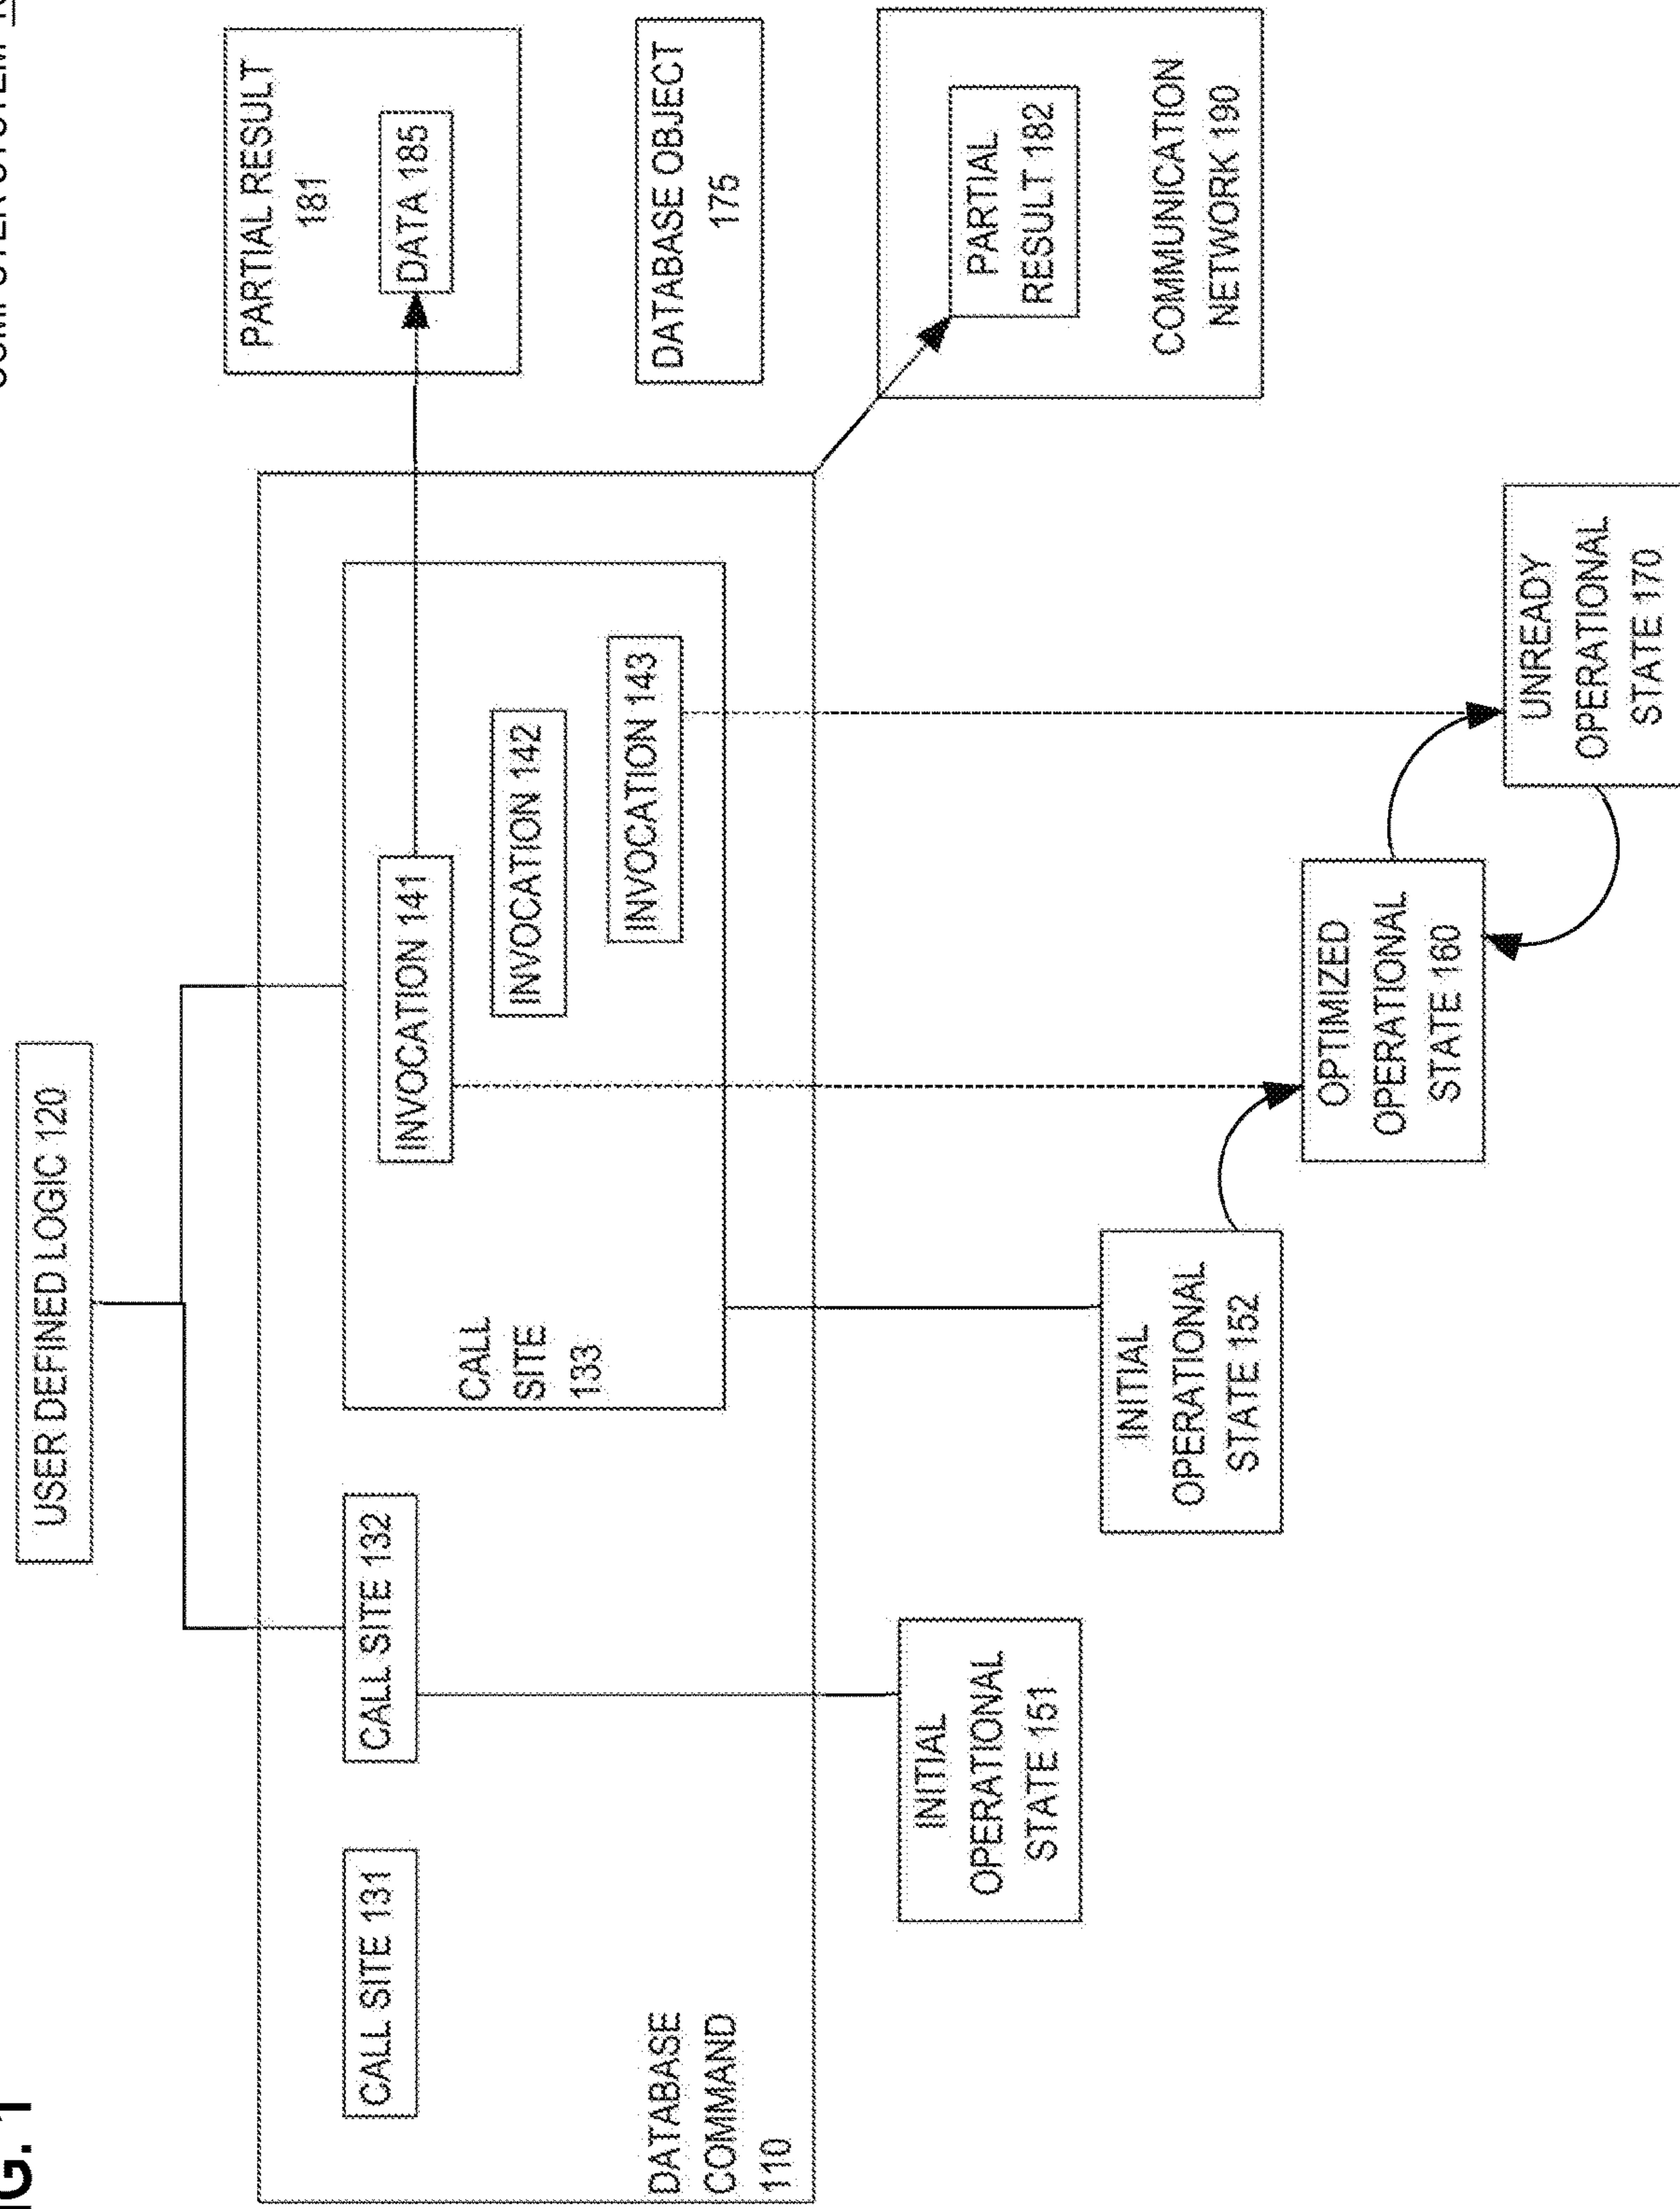 FIG. 1
COMPUTER SYSTEM
USER DEFINED LOGIC 120
CALL SITE 131
CALL SITE 132
CALL
SITE
133
INVOCATION 141
INVOCATION 142
INVOCATION 143
DATABASE
COMMAND
110
PARTIAL RESULT
181
DATA 185
DATABASE OBJECT
175
PARTIAL
RESULT 182
COMMUNICATION
NETWORK 190
INITIAL
OPERATIONAL
STATE 151
INITIAL
OPERATIONAL
STATE 152
OPTIMIZED
OPERATIONAL
STATE 160
UNREADY
OPERATIONAL
STATE 170